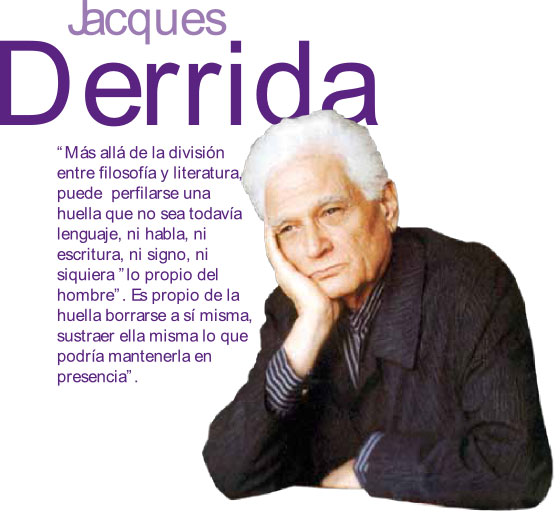 Jacques
Derrida
“Más allá de la división
entre filosofía y literatura,
puede perfilarse una
huella que no sea todavía
lenguaje, ni habla, ni
escritura, ni signo, ni
siquiera ”lo propio del
hombre”. Es propio de la
huella borrarse a sí misma,
sustraer ella misma lo que
podría mantenerla en
presencia”.